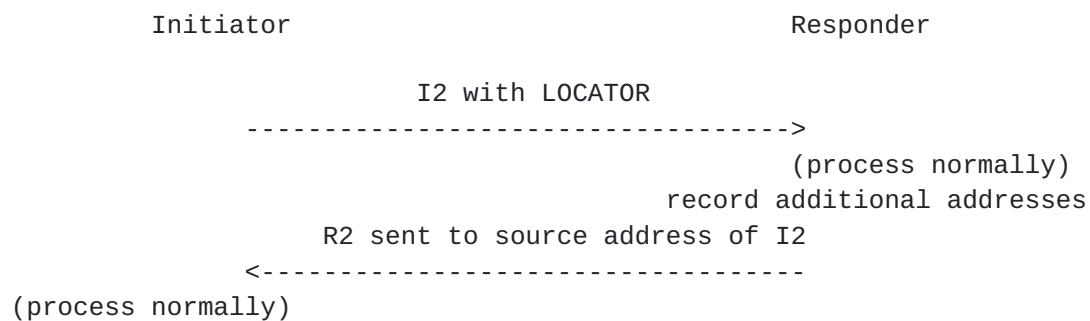 Initiator Responder
I2 with LOCATOR
----------------------------------->
(process normally)
record additional addresses
R2 sent to source address of I2
<-----------------------------------
(process normally)